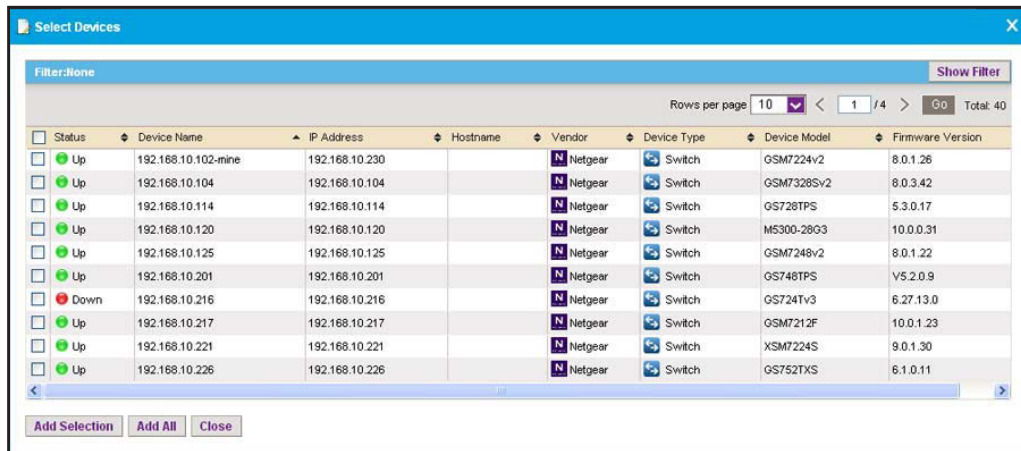 Select Devices X
Filter:None Show Filter
Rows per page 10 < 1 / 4 > Go Total: 40
Status Device Name IP Address Hostname Vendor Device Type Device Model Firmware Version
Up 192.168.10.102-mine 192.168.10.230 N Netgear Switch GSM7224v2 8.0.1.26
Up 192.168.10.104 192.168.10.104 N Netgear Switch GSM7328Sv2 8.0.3.42
Up 192.168.10.114 192.168.10.114 N Netgear Switch GS728TPS 5.3.0.17
Up 192.168.10.120 192.168.10.120 N Netgear Switch M5300-28G3 10.0.0.31
Up 192.168.10.125 192.168.10.125 N Netgear Switch GSM7248v2 8.0.1.22
Up 192.168.10.201 192.168.10.201 N Netgear Switch GS748TPS V5.2.0.9
Down 192.168.10.216 192.168.10.216 N Netgear Switch GS724Tv3 6.27.13.0
Up 192.168.10.217 192.168.10.217 N Netgear Switch GSM7212F 10.0.1.23
Up 192.168.10.221 192.168.10.221 N Netgear Switch XSM7224S 9.0.1.30
Up 192.168.10.226 192.168.10.226 N Netgear Switch GS752TXS 6.1.0.11
Add Selection Add All Close